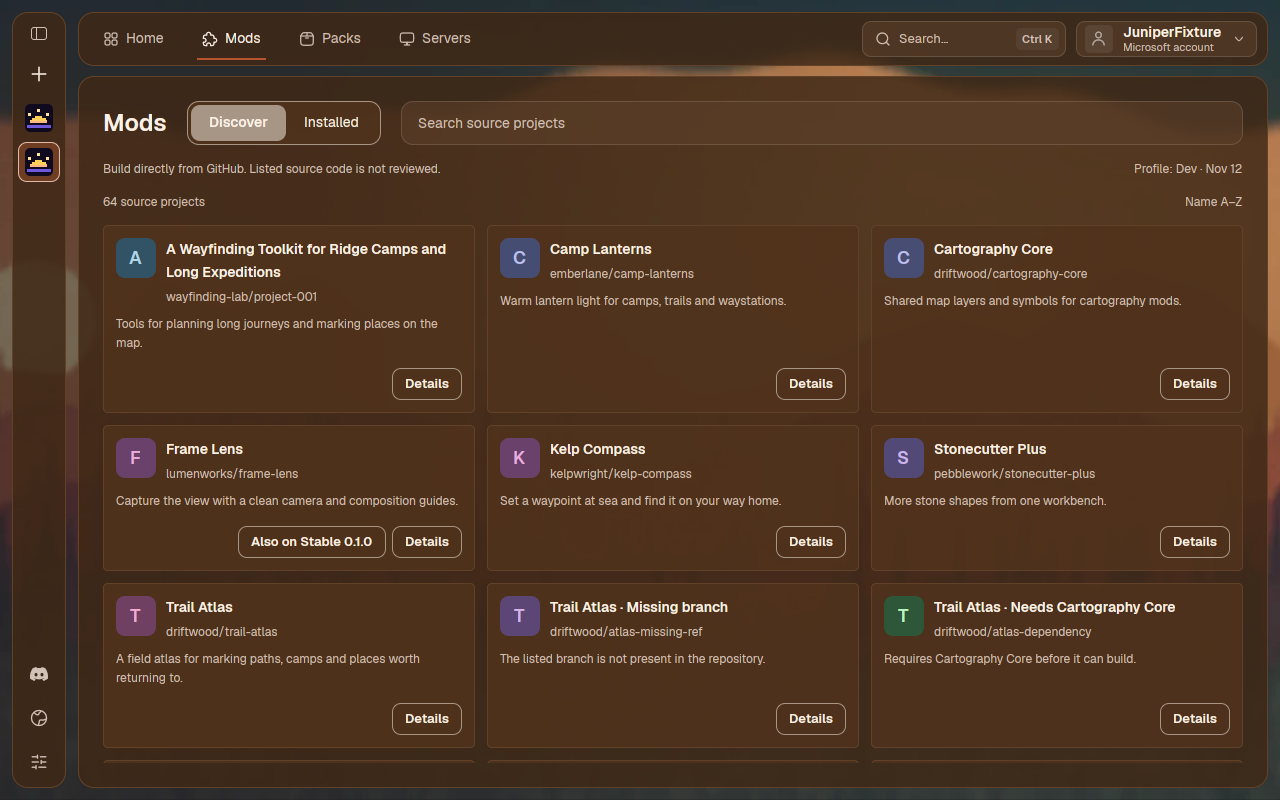 Home
Mods
Packs
Servers
Search...
Ctrl K
JuniperFixture
Microsoft account
Mods
Discover
Installed
Search source projects
Build directly from GitHub. Listed source code is not reviewed.
Profile: Dev · Nov 12
64 source projects
Name A–Z
A
A Wayfinding Toolkit for Ridge Camps and
Long Expeditions
wayfinding-lab/project-001
Tools for planning long journeys and marking places on the
map.
Details
C
Camp Lanterns
emberlane/camp-lanterns
Warm lantern light for camps, trails and waystations.
Details
C
Cartography Core
driftwood/cartography-core
Shared map layers and symbols for cartography mods.
Details
F
Frame Lens
lumenworks/frame-lens
Capture the view with a clean camera and composition guides.
Also on Stable 0.1.0
Details
K
Kelp Compass
kelpwright/kelp-compass
Set a waypoint at sea and find it on your way home.
Details
S
Stonecutter Plus
pebblework/stonecutter-plus
More stone shapes from one workbench.
Details
T
Trail Atlas
driftwood/trail-atlas
A field atlas for marking paths, camps and places worth
returning to.
Details
T
Trail Atlas · Missing branch
driftwood/atlas-missing-ref
The listed branch is not present in the repository.
Details
T
Trail Atlas · Needs Cartography Core
driftwood/atlas-dependency
Requires Cartography Core before it can build.
Details